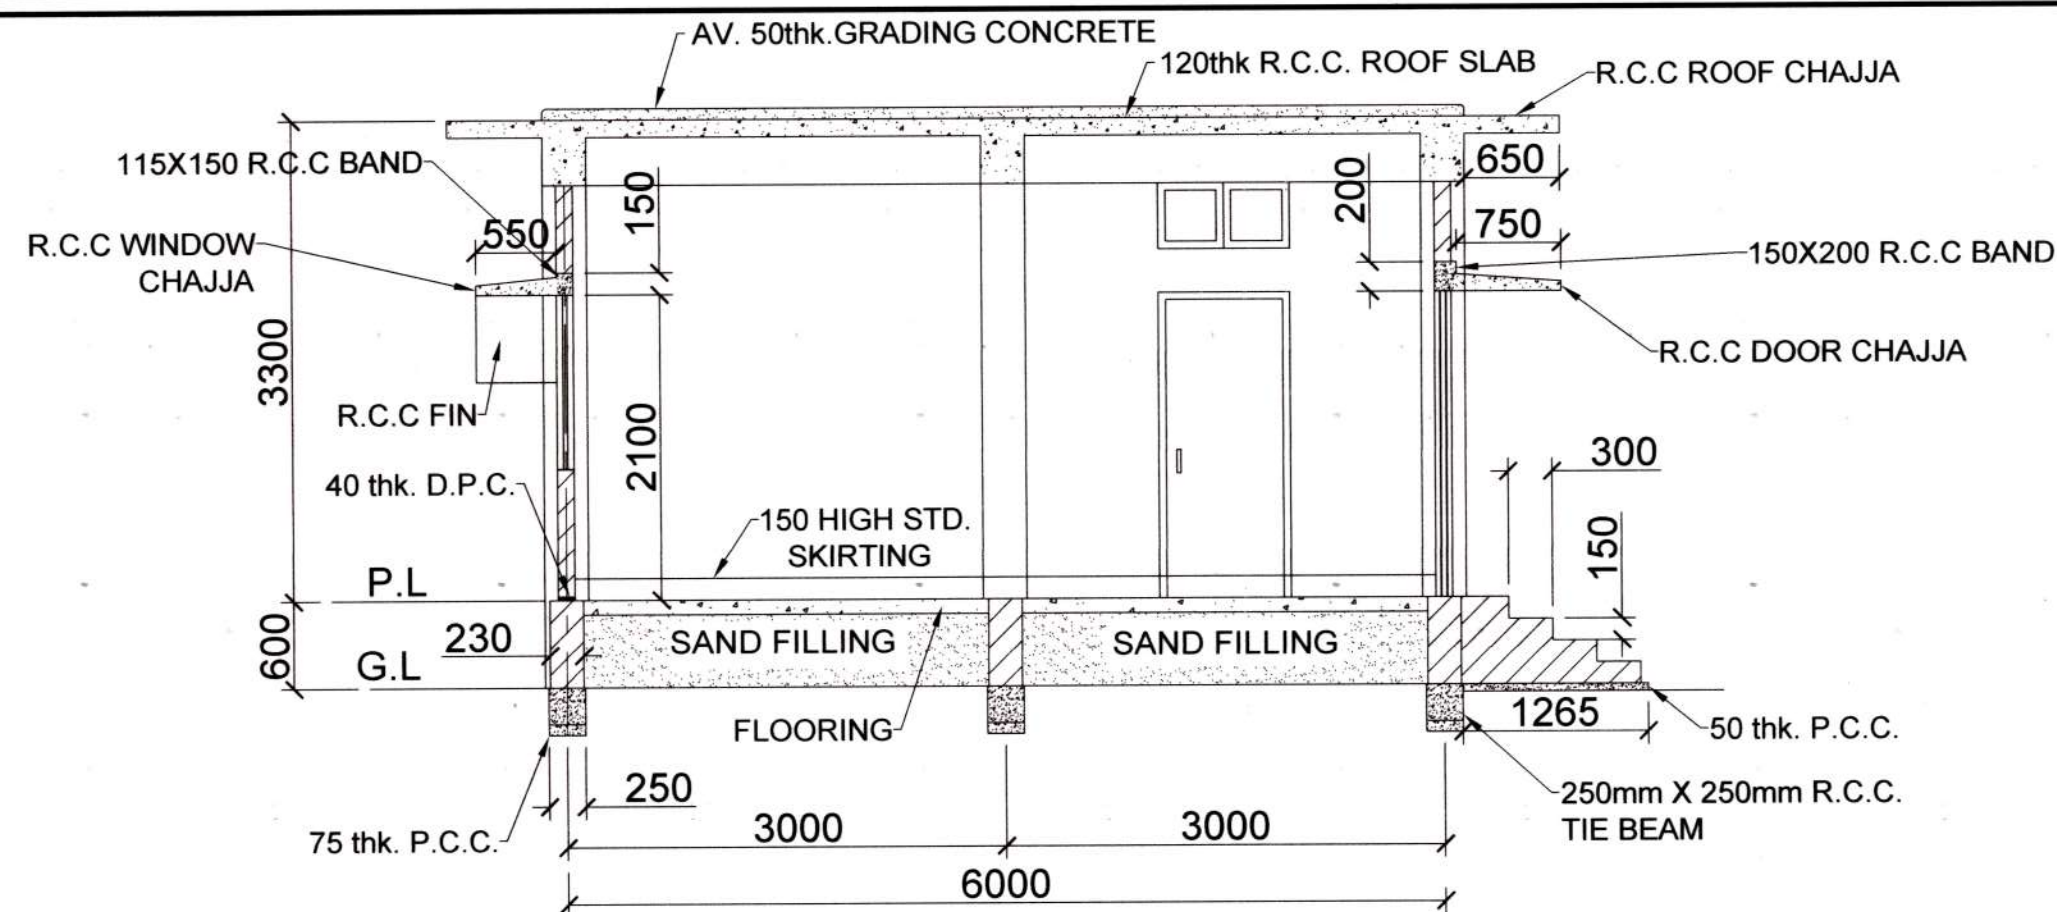 AV. 50thk.GRADING CONCRETE
120thk R.C.C. ROOF SLAB
R.C.C ROOF CHAJJA
115X150 R.C.C BAND
150
200
650
R.C.C WINDOW
CHAJJA
550
750
150X200 R.C.C BAND
3300
R.C.C DOOR CHAJJA
R.C.C FIN
2100
300
40 thk. D.P.C.
150 HIGH STD.
SKIRTING
150
P.L
600
230
SAND FILLING
SAND FILLING
G.L
FLOORING
1265
50 thk. P.C.C.
250
250mm X 250mm R.C.C.
TIE BEAM
75 thk. P.C.C.
3000
3000
6000